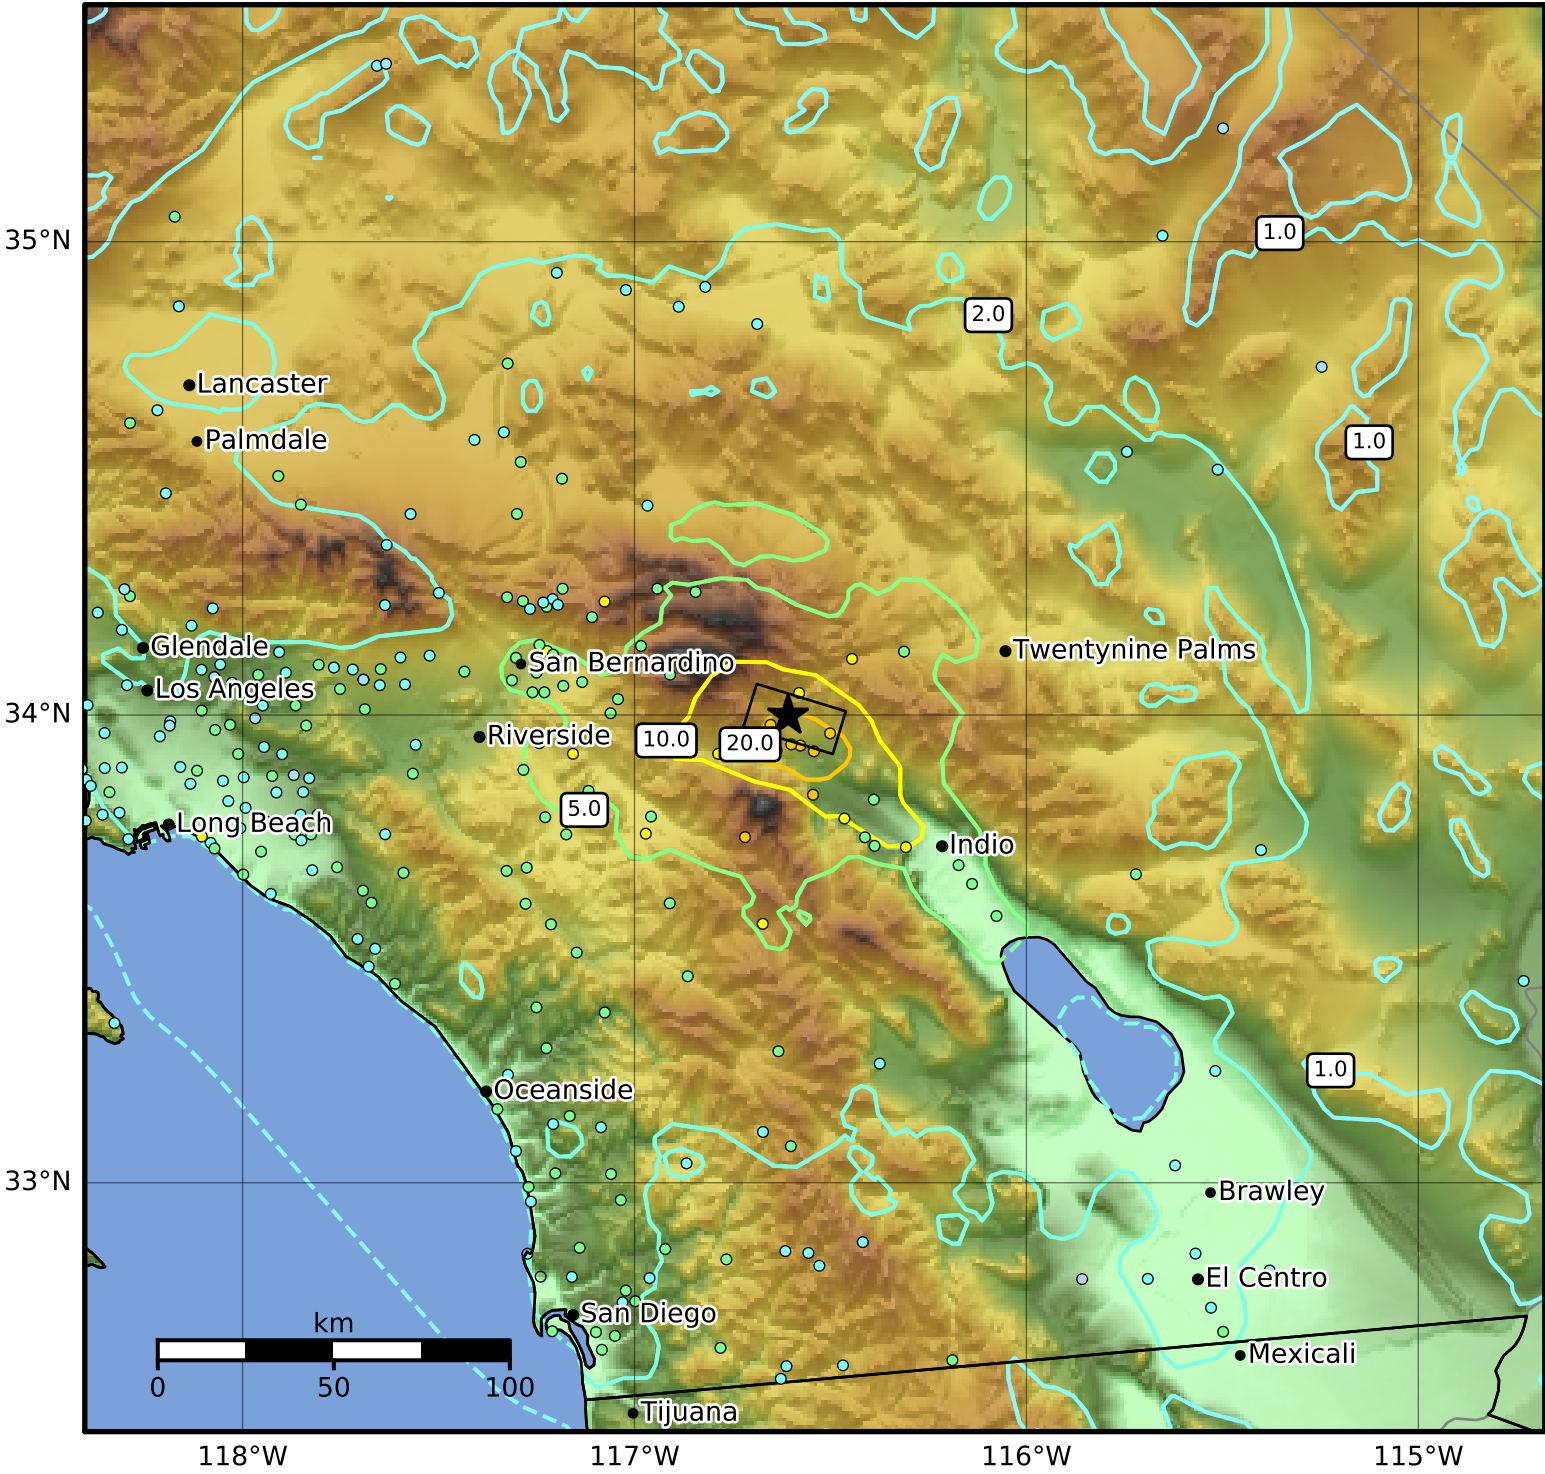 35°N
1.0
2.0
Lancaster
Palmdale
1.0
Glendale
San Bernardino
Twentynine Palms
Los Angeles
34°N
Riverside
10.0
20.0
5.0
Long Beach
Indio
1.0
Oceanside
33°N
Brawley
El Centro
San Diego
km
Mexicali
0 50 100
Tijuana
118°W 117°W 116°W 115°W